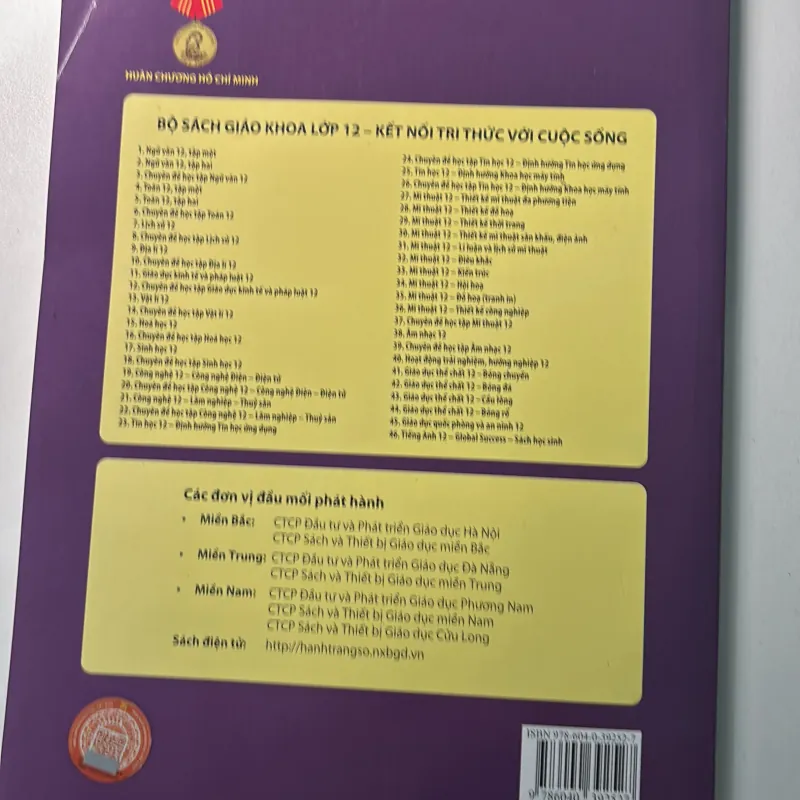 HUÂN CHƯƠNG HỒ CHÍ MINH
BỘ SÁCH GIÁO KHOA LỚP 12 – KẾT NỐI TRI THỨC VỚI CUỘC SỐNG
1. Ngữ văn 12, tập một
2. Ngữ văn 12, tập hai
3. Chuyên đề học tập Ngữ văn 12
4. Toán 12, tập một
5. Toán 12, tập hai
6. Chuyên đề học tập Toán 12
7. Lịch sử 12
8. Chuyên đề học tập Lịch sử 12
9. Địa lí 12
10. Chuyên đề học tập Địa lí 12
11. Giáo dục kinh tế và pháp luật 12
12. Chuyên đề học tập Giáo dục kinh tế và pháp luật 12
13. Vật lí 12
14. Chuyên đề học tập Vật lí 12
15. Hoá học 12
16. Chuyên đề học tập Hoá học 12
17. Sinh học 12
18. Chuyên đề học tập Sinh học 12
19. Công nghệ 12 – Công nghệ Điện – Điện tử
20. Chuyên đề học tập Công nghệ 12 – Công nghệ Điện – Điện tử
21. Công nghệ 12 – Lâm nghiệp – Thuỷ sản
22. Chuyên đề học tập Công nghệ 12 – Lâm nghiệp – Thuỷ sản
23. Tin học 12 – Định hướng Tin học ứng dụng
24. Chuyên đề học tập Tin học 12 – Định hướng Tin học ứng dụng
25. Tin học 12 – Định hướng Khoa học máy tính
26. Chuyên đề học tập Tin học 12 – Định hướng Khoa học máy tính
27. Mĩ thuật 12 – Thiết kế mĩ thuật đa phương tiện
28. Mĩ thuật 12 – Thiết kế đồ hoạ
29. Mĩ thuật 12 – Thiết kế thời trang
30. Mĩ thuật 12 – Thiết kế mĩ thuật sân khấu, điện ảnh
31. Mĩ thuật 12 – Lí luận và lịch sử mĩ thuật
32. Mĩ thuật 12 – Điêu khắc
33. Mĩ thuật 12 – Kiến trúc
34. Mĩ thuật 12 – Hội hoạ
35. Mĩ thuật 12 – Đồ hoạ (tranh in)
36. Mĩ thuật 12 – Thiết kế công nghiệp
37. Chuyên đề học tập Mĩ thuật 12
38. Âm nhạc 12
39. Chuyên đề học tập Âm nhạc 12
40. Hoạt động trải nghiệm, hướng nghiệp 12
41. Giáo dục thể chất 12 – Bóng chuyền
42. Giáo dục thể chất 12 – Bóng đá
43. Giáo dục thể chất 12 – Cầu lông
44. Giáo dục thể chất 12 – Bóng rổ
45. Giáo dục quốc phòng và an ninh 12
46. Tiếng Anh 12 – Global Success – Sách học sinh
Các đơn vị đầu mối phát hành
• Miền Bắc: CTCP Đầu tư và Phát triển Giáo dục Hà Nội
CTCP Sách và Thiết bị Giáo dục miền Bắc
• Miền Trung: CTCP Đầu tư và Phát triển Giáo dục Đà Nẵng
CTCP Sách và Thiết bị Giáo dục miền Trung
• Miền Nam: CTCP Đầu tư và Phát triển Giáo dục Phương Nam
CTCP Sách và Thiết bị Giáo dục miền Nam
CTCP Sách và Thiết bị Giáo dục Cửu Long
Sách điện tử: http://hanhtrangso.nxbgd.vn
ISBN 978-604-0-39252-7
9 786040 392527